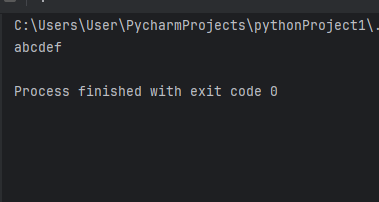 C:\Users\User\PycharmProjects\pythonProject1\.
abcdef
Process finished with exit code 0